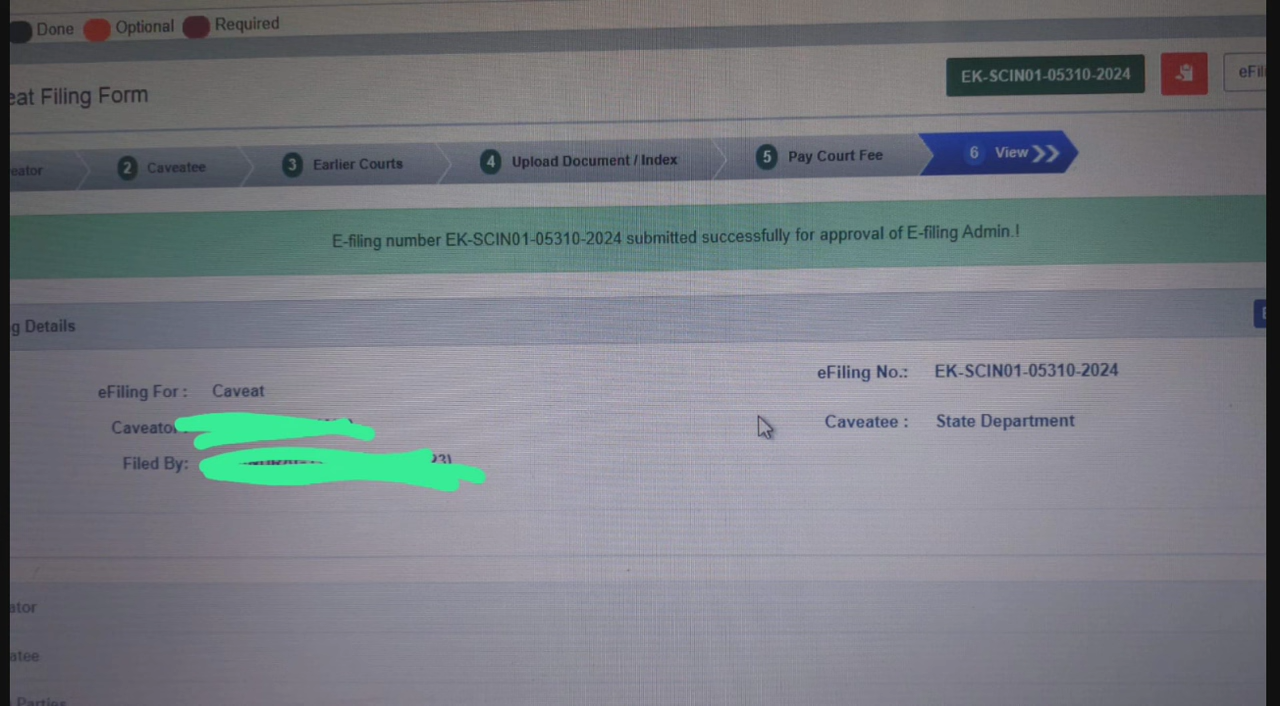 Done Optional Required
EK-SCIN01-05310-2024
eat Filing Form
eator 2 Caveatee 3 Earlier Courts 4 Upload Document / Index 5 Pay Court Fee 6 View
E-filing number EK-SCIN01-05310-2024 submitted successfully for approval of E-filing Admin.!
g Details
eFiling For : Caveat eFiling No.: EK-SCIN01-05310-2024
Caveator Caveatee : State Department
Filed By:
ator
atee
Parties